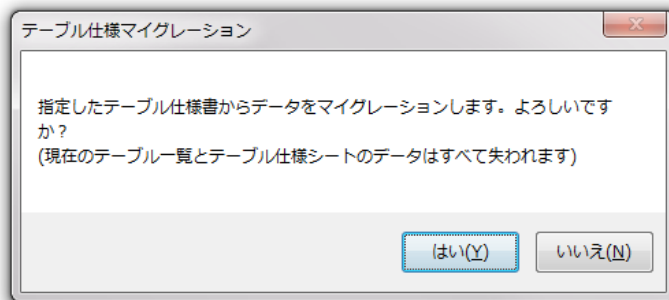 テーブル仕様マイグレーション
指定したテーブル仕様書からデータをマイグレーションします。よろしいです
か？
(現在のテーブル一覧とテーブル仕様シートのデータはすべて失われます)
はい(Y) いいえ(N)